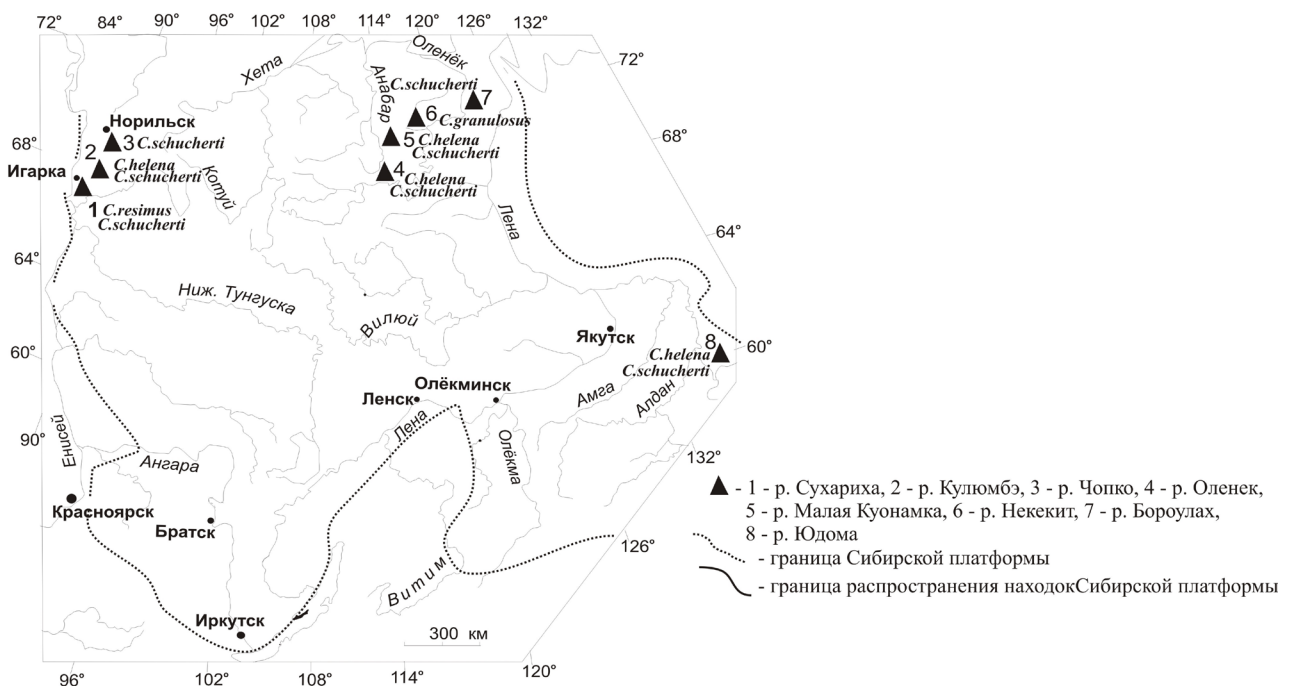 72° 84° 90° 96° 102° 108° 114° 120° 126° 132°
72°
Оленёк
Хета
Анабар
C.schucherti
7
6 C.granulosus
Норильск
3 C.schucherti
68°
68°
5 C.helena
C.schucherti
2 C.helena
C.schucherti
Игарка
4 C.helena
C.schucherti
Котуй
1 C.resimus
C.schucherti
Лена
64°
64°
Ниж. Тунгуска
Вилюй
Якутск
8
C.helena
C.schucherti
60°
60°
Ленск
Олёкминск
Амга
Алдан
Лена
Енисей
90°
Ангара
Олёкма
132°
Красноярск
Братск
126°
Витим
Иркутск
300 км
96° 102° 108° 114° 120°
- 1 - р. Сухариха, 2 - р. Кулюмбэ, 3 - р. Чопко, 4 - р. Оленек,
5 - р. Малая Куонамка, 6 - р. Некекит, 7 - р. Бороулах,
8 - р. Юдома
- граница Сибирской платформы
- граница распространения находокСибирской платформы